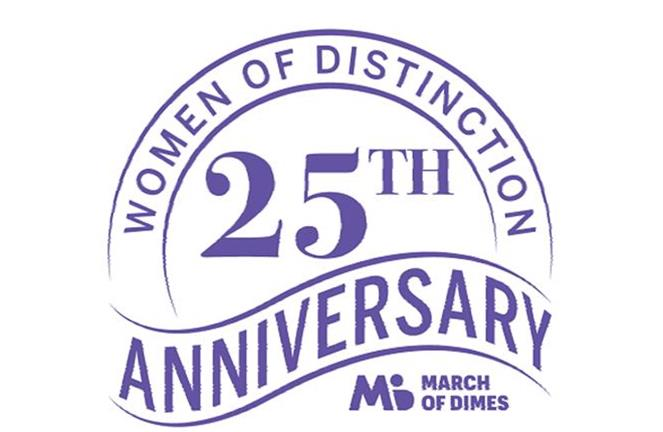 WOMEN OF DISTINCTION
25TH
ANNIVERSARY
MARCH
OF DIMES